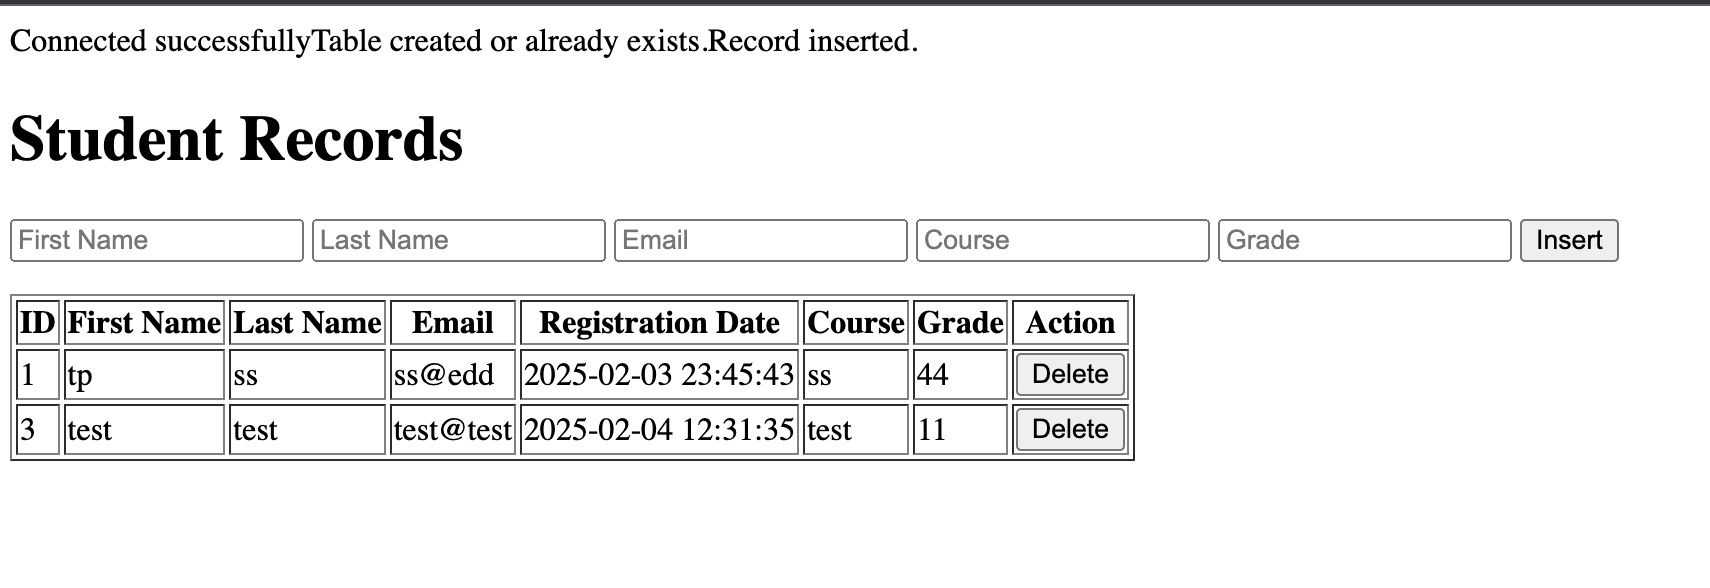 Connected successfullyTable created or already exists.Record inserted.
Student Records
First Name Last Name Email Course Grade Insert
ID First Name Last Name Email Registration Date Course Grade Action
1 tp ss ss@edd 2025-02-03 23:45:43 ss 44 Delete
3 test test test@test 2025-02-04 12:31:35 test 11 Delete